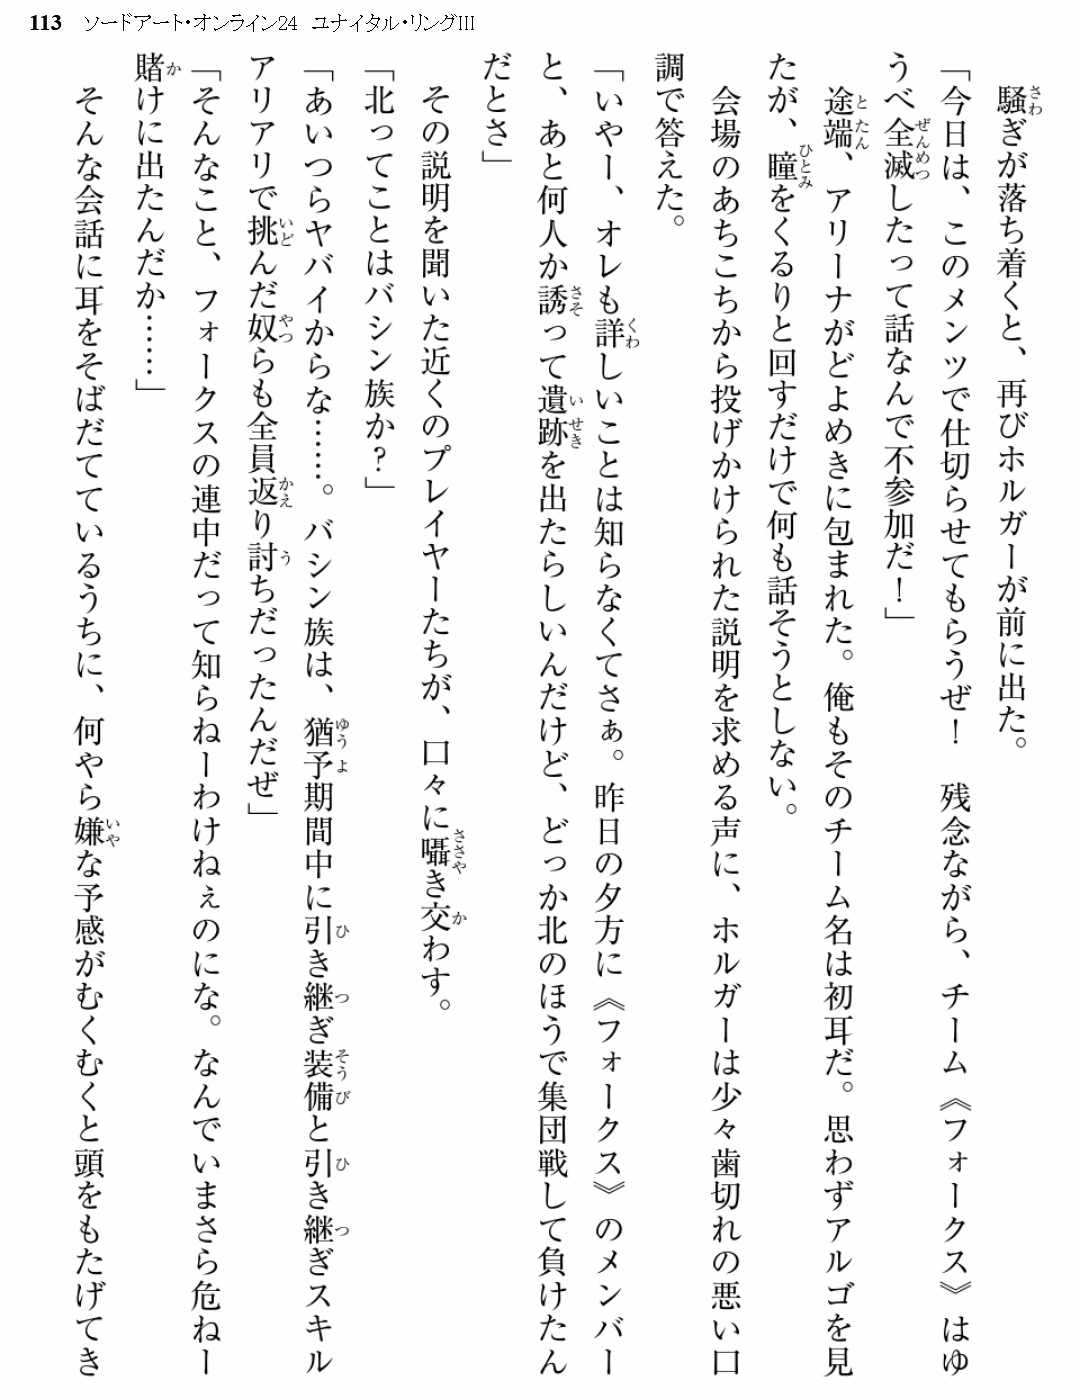 113 ソードアート・オンライン24 ユナイタル・リングIII
騒ぎが落ち着くと、再びホルガーが前に出た。
「今日は、このメンツで仕切らせてもらうぜ！　残念ながら、チーム《フォークス》はゆ
うべ全滅したって話なんで不参加だ！」
途端、アリーナがどよめきに包まれた。俺もそのチーム名は初耳だ。思わずアルゴを見
たが、瞳をくるりと回すだけで何も話そうとしない。
会場のあちこちから投げかけられた説明を求める声に、ホルガーは少々歯切れの悪い口
調で答えた。
「いやー、オレも詳しいことは知らなくてさぁ。昨日の夕方に《フォークス》のメンバー
と、あと何人か誘って遺跡を出たらしいんだけど、どっか北のほうで集団戦して負けたん
だとさ」
その説明を聞いた近くのプレイヤーたちが、口々に囁き交わす。
「北ってことはバシン族か？」
「あいつらヤバイからな……。バシン族は、猶予期間中に引き継ぎ装備と引き継ぎスキル
アリアリで挑んだ奴らも全員返り討ちだったんだぜ」
「そんなこと、フォークスの連中だって知らねーわけねぇのにな。なんでいまさら危ねー
賭けに出たんだか……」
そんな会話に耳をそばだてているうちに、何やら嫌な予感がむくむくと頭をもたげてき